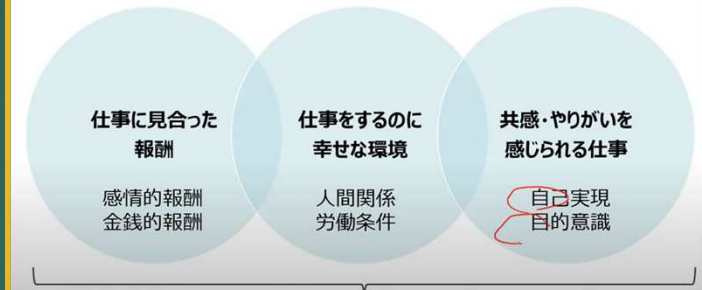 仕事に見合った
報酬
感情的報酬
金銭的報酬
仕事をするのに
幸せな環境
人間関係
労働条件
共感・やりがいを
感じられる仕事
自己実現
目的意識